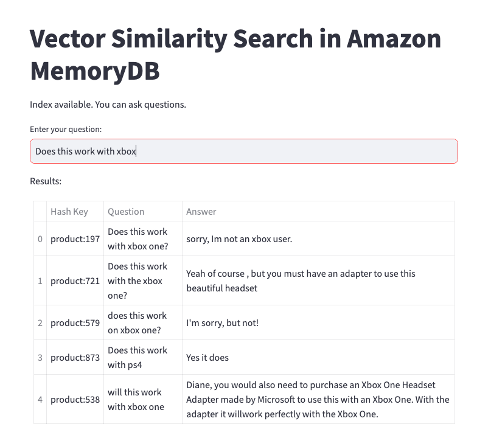 Vector Similarity Search in Amazon
MemoryDB
Index available. You can ask questions.
Enter your question:
Does this work with xbox
Results:
Hash Key Question Answer
0 product:197 Does this work with xbox one? sorry, Im not an xbox user.
1 product:721 Does this work with the xbox one? Yeah of course , but you must have an adapter to use this beautiful headset
2 product:579 does this work on xbox one? I'm sorry, but not!
3 product:873 Does this work with ps4 Yes it does
4 product:538 will this work with xbox one Diane, you would also need to purchase an Xbox One Headset Adapter made by Microsoft to use this with an Xbox One. With the adapter it willwork perfectly with the Xbox One.